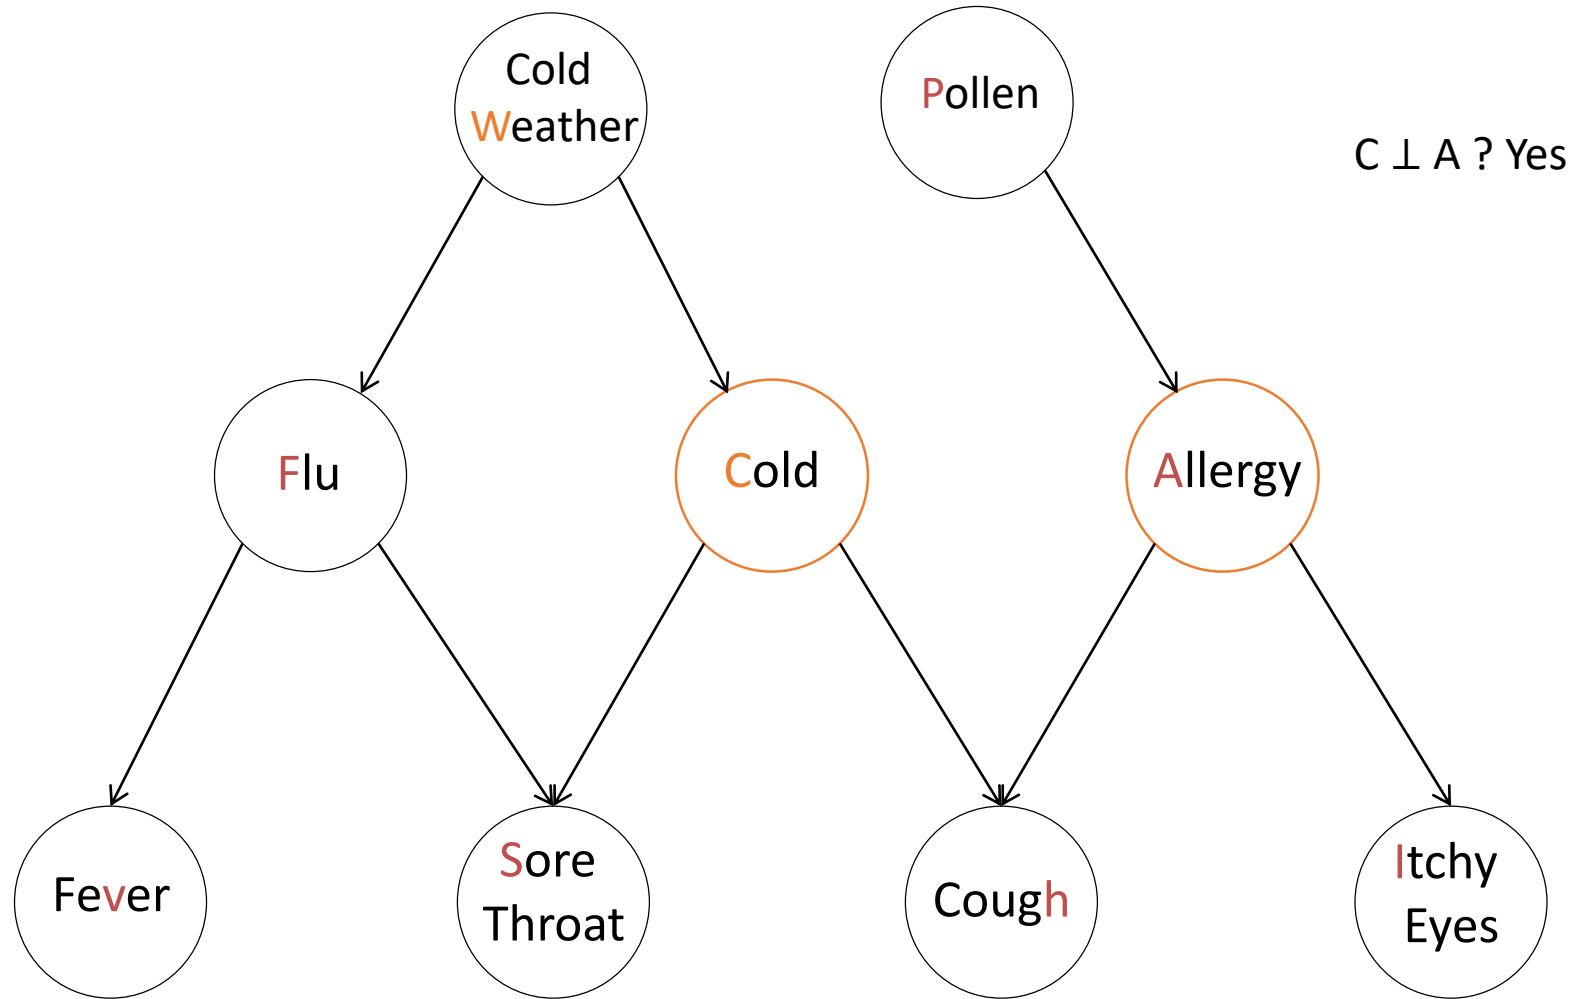 Cold
Weather
Pollen
C ⊥ A ? Yes
Flu
Cold
Allergy
Fever
Sore
Throat
Cough
Itchy
Eyes